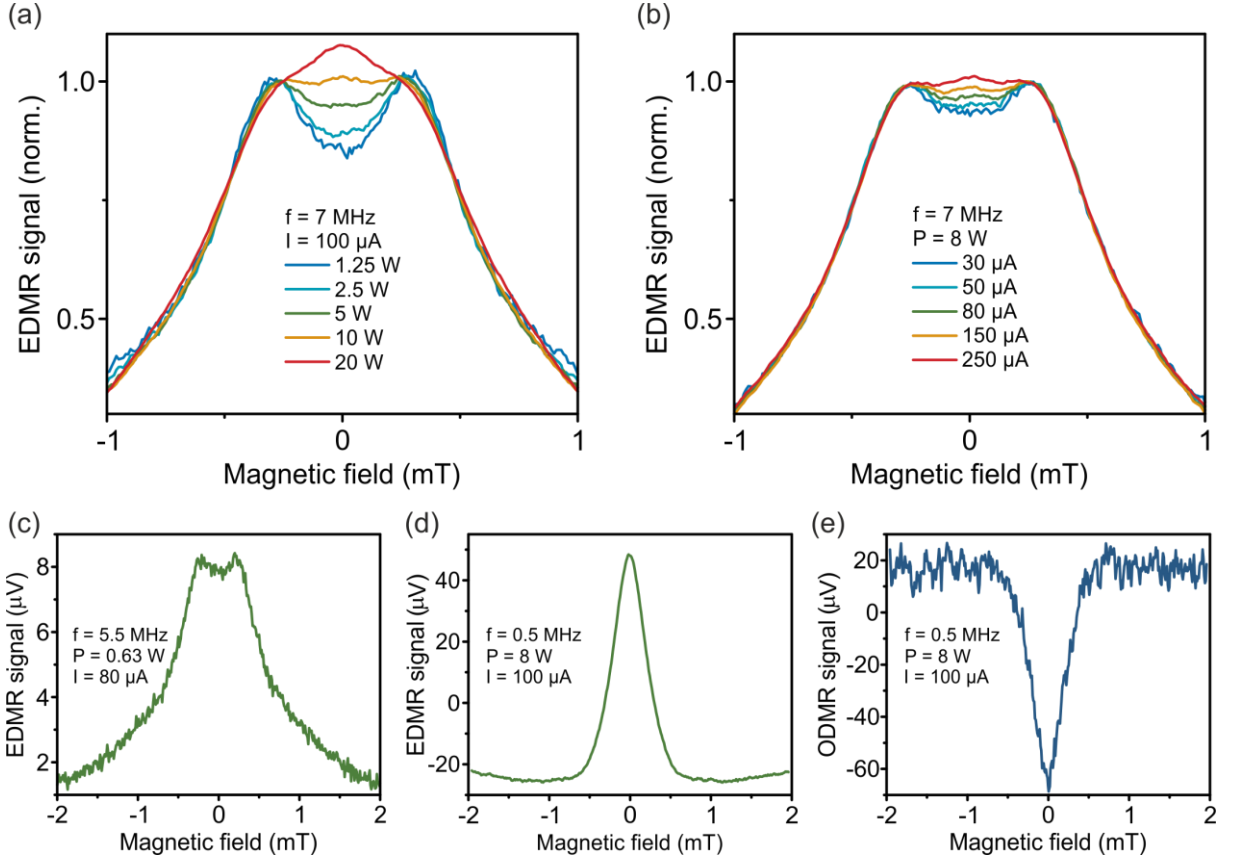 (a)
EDMR signal (norm.)
1.0
0.5
f = 7 MHz
I = 100 μA
1.25 W
2.5 W
5 W
10 W
20 W
-1 0 1
Magnetic field (mT)
(b)
EDMR signal (norm.)
1.0
0.5
f = 7 MHz
P = 8 W
30 μA
50 μA
80 μA
150 μA
250 μA
-1 0 1
Magnetic field (mT)
(c)
EDMR signal (μV)
8
6
4
2
f = 5.5 MHz
P = 0.63 W
I = 80 μA
-2 -1 0 1 2
Magnetic field (mT)
(d)
EDMR signal (μV)
40
20
0
-20
f = 0.5 MHz
P = 8 W
I = 100 μA
-2 -1 0 1 2
Magnetic field (mT)
(e)
ODMR signal (μV)
20
0
-20
-40
-60
f = 0.5 MHz
P = 8 W
I = 100 μA
-2 -1 0 1 2
Magnetic field (mT)